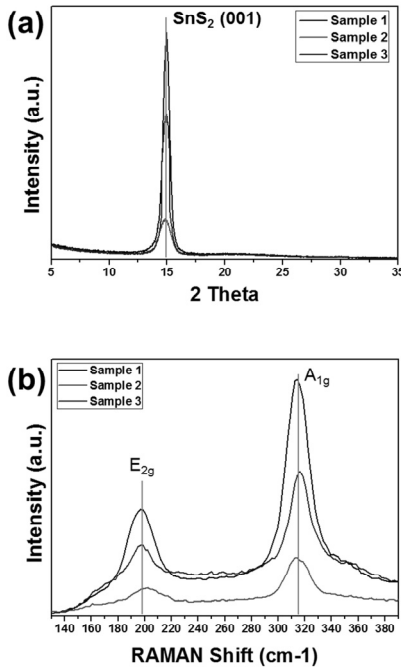 (a)
SnS₂ (001)
Sample 1
Sample 2
Sample 3
Intensity (a.u.)
5 10 15 20 25 30 35
2 Theta
(b)
Sample 1
Sample 2
Sample 3
A₁g
E₂g
Intensity (a.u.)
140 160 180 200 220 240 260 280 300 320 340 360 380
RAMAN Shift (cm-1)